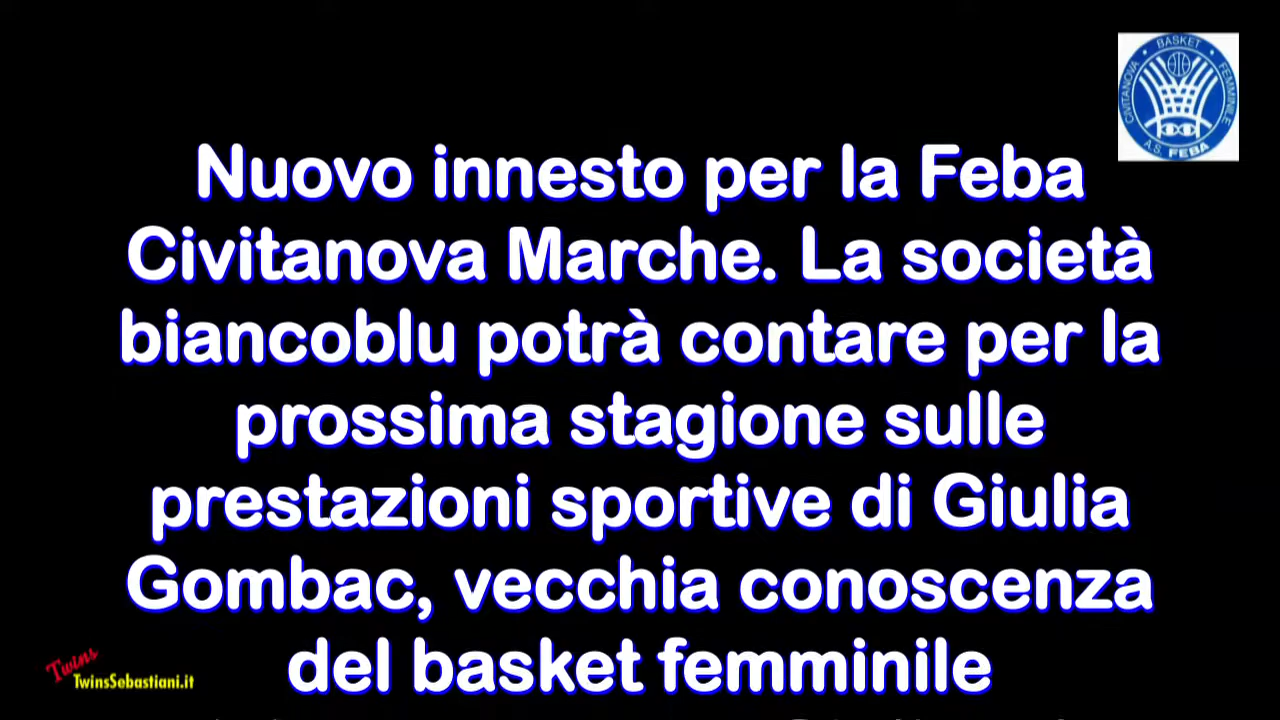 BASKET
CIVITANOVA
FEMMINILE
A.S. FEBA
Nuovo innesto per la Feba
Civitanova Marche. La società
biancoblu potrà contare per la
prossima stagione sulle
prestazioni sportive di Giulia
Gombac, vecchia conoscenza
del basket femminile
Twins
TwinsSebastiani.it